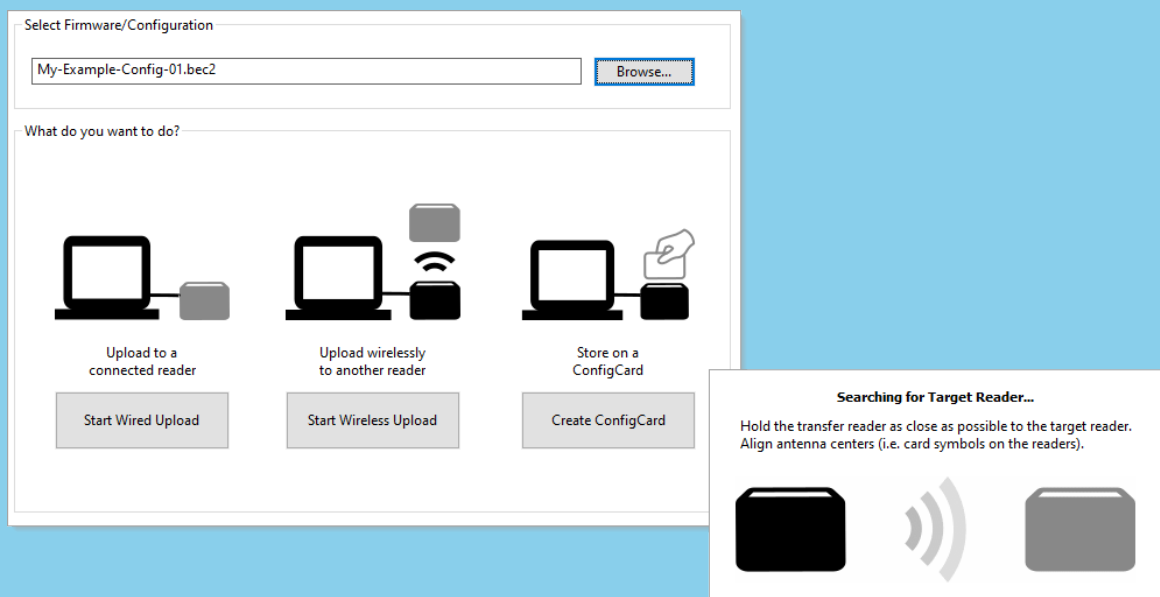 Select Firmware/Configuration
My-Example-Config-01.bec2
Browse...
What do you want to do?
Upload to a
connected reader
Start Wired Upload
Upload wirelessly
to another reader
Start Wireless Upload
Store on a
ConfigCard
Create ConfigCard
Searching for Target Reader...
Hold the transfer reader as close as possible to the target reader.
Align antenna centers (i.e. card symbols on the readers).